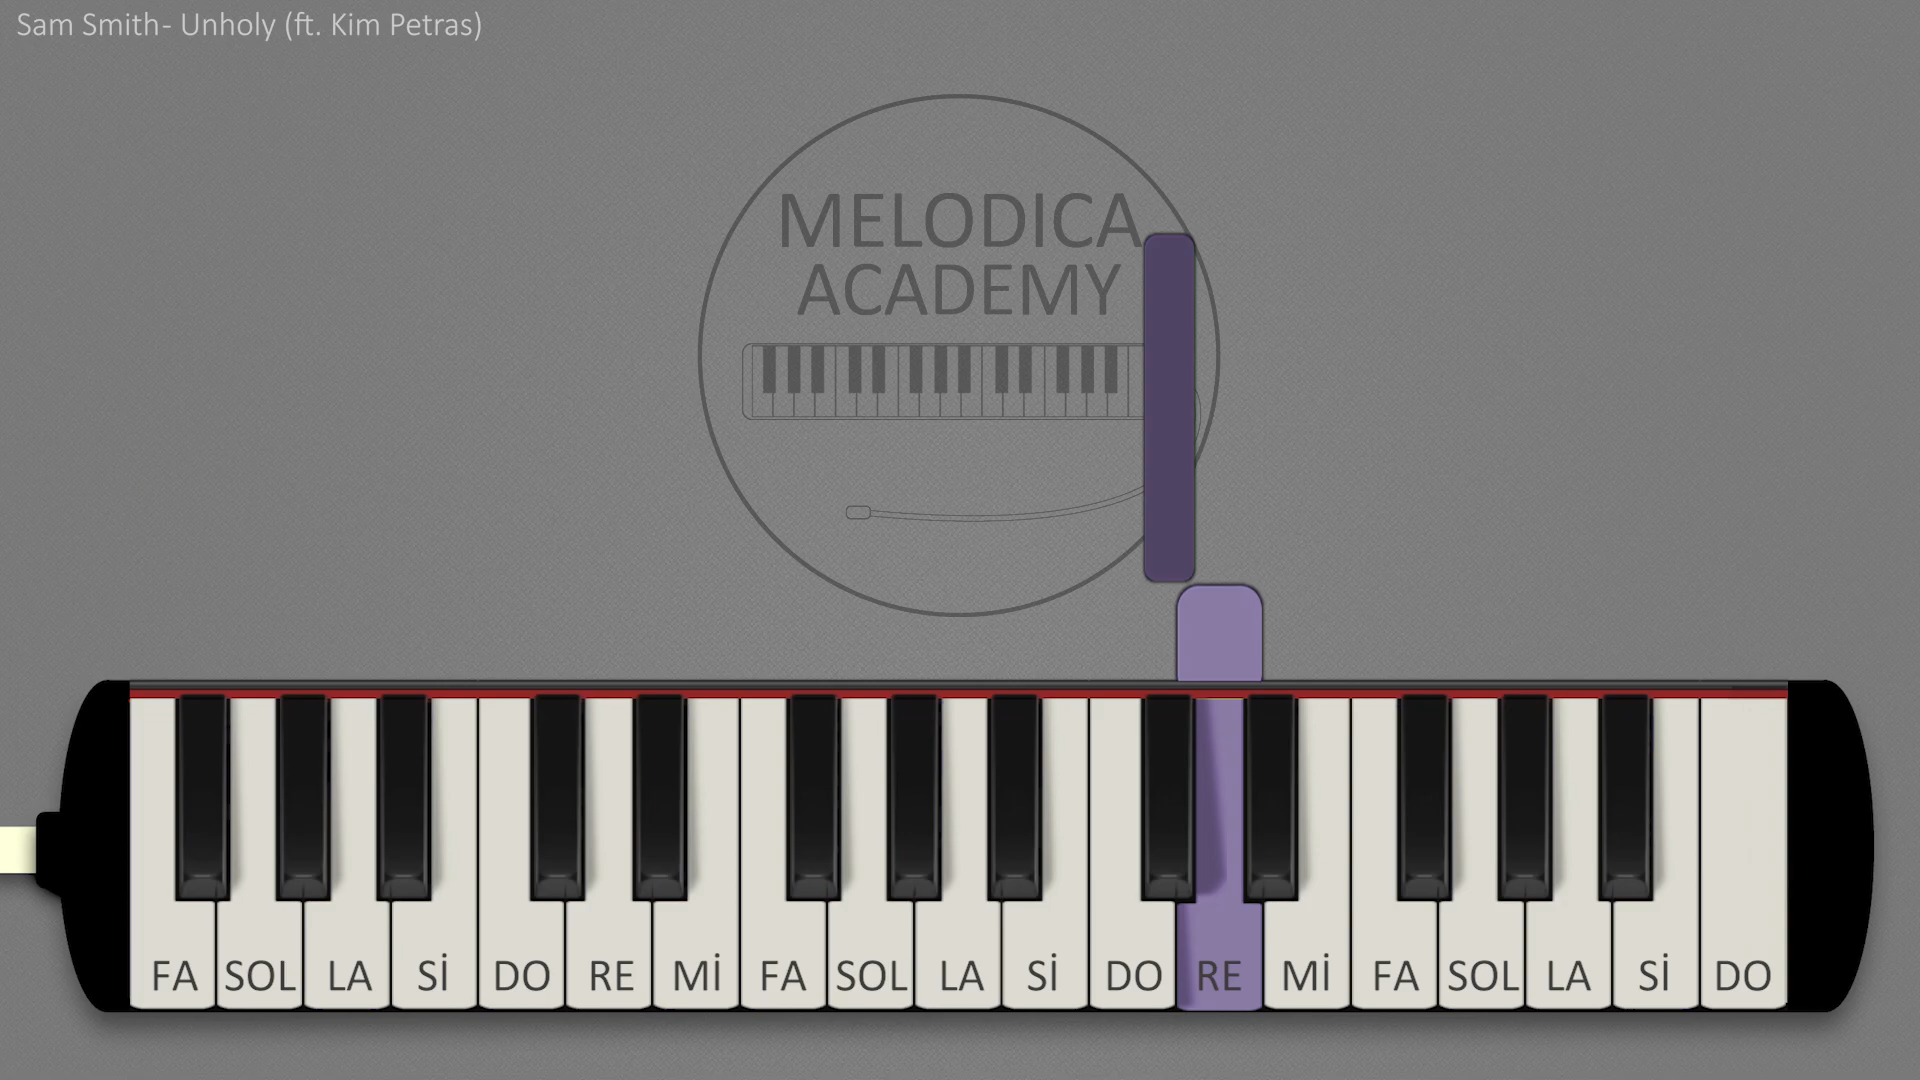 Sam Smith- Unholy (ft. Kim Petras)
MELODICA
ACADEMY
FA SOL LA Sİ DO RE Mİ FA SOL LA Sİ DO RE Mİ FA SOL LA Sİ DO